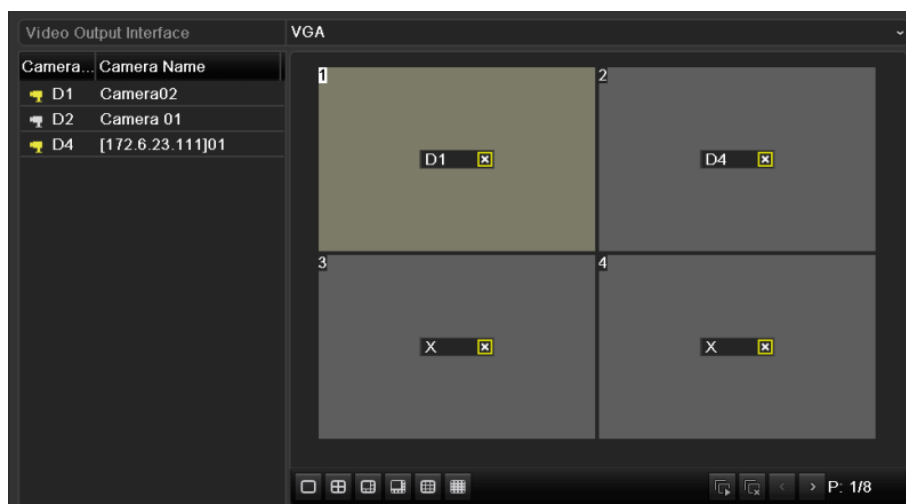 Video Output Interface VGA
Camera... Camera Name
D1 Camera02
D2 Camera 01
D4 [172.6.23.111]01
1
2
D1
D4
3
4
X
X
P: 1/8